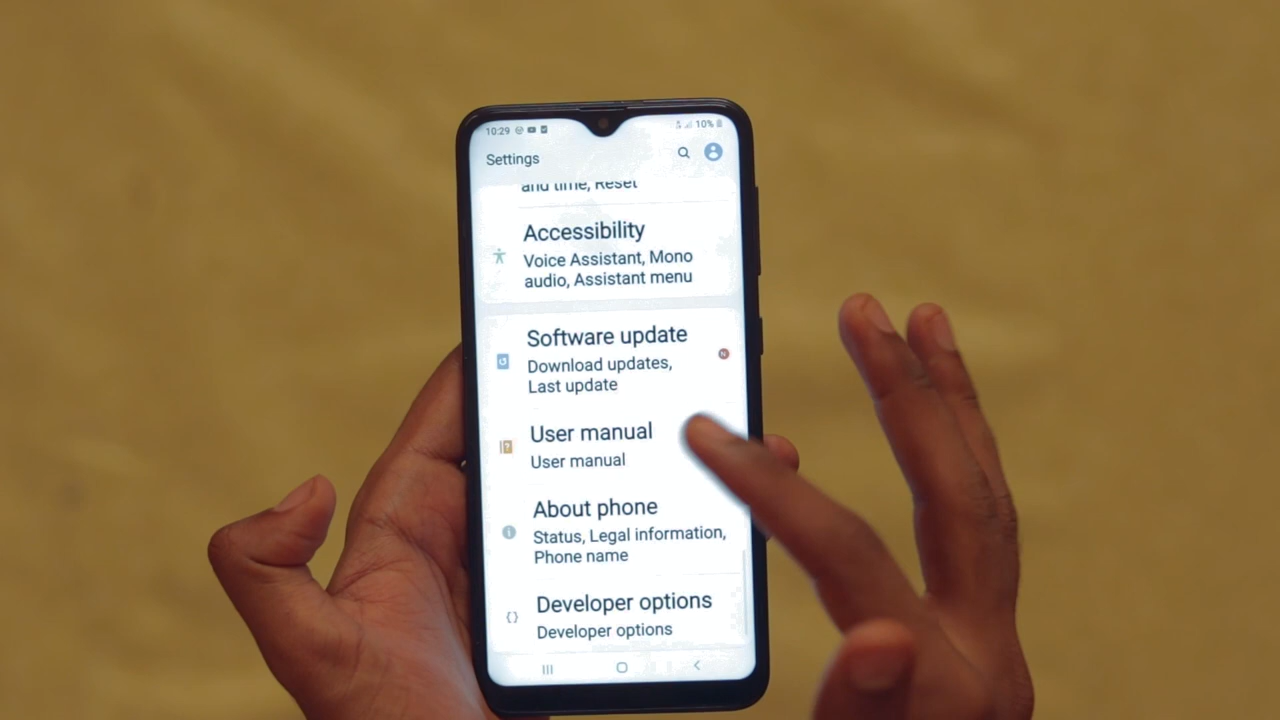 10:29
10%
Settings
and time, Reset
Accessibility
Voice Assistant, Mono
audio, Assistant menu
Software update
N
Download updates,
Last update
User manual
User manual
About phone
Status, Legal information,
Phone name
Developer options
Developer options